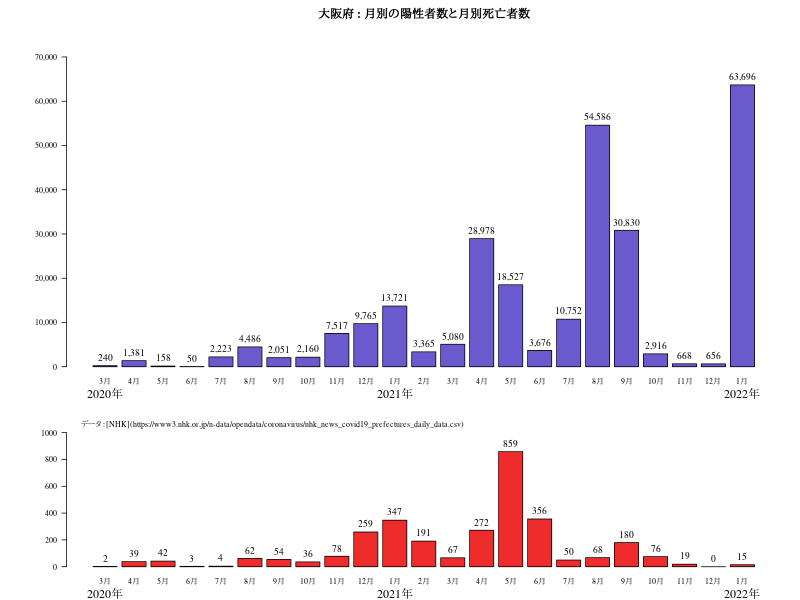 大阪府 : 月別の陽性者数と月別死亡者数
70,000
60,000
50,000
40,000
30,000
20,000
10,000
0
240 1,381 158 50 2,223 4,486 2,051 2,160 7,517 9,765 13,721 3,365 5,080 28,978 18,527 3,676 10,752 54,586 30,830 2,916 668 656 63,696
3月 4月 5月 6月 7月 8月 9月 10月 11月 12月 1月 2月 3月 4月 5月 6月 7月 8月 9月 10月 11月 12月 1月
2020年 2021年 2022年
データ : [NHK](https://www3.nhk.or.jp/n-data/opendata/coronavirus/nhk_news_covid19_prefectures_daily_data.csv)
1000
800
600
400
200
0
2 39 42 3 4 62 54 36 78 259 347 191 67 272 859 356 50 68 180 76 19 0 15
3月 4月 5月 6月 7月 8月 9月 10月 11月 12月 1月 2月 3月 4月 5月 6月 7月 8月 9月 10月 11月 12月 1月
2020年 2021年 2022年